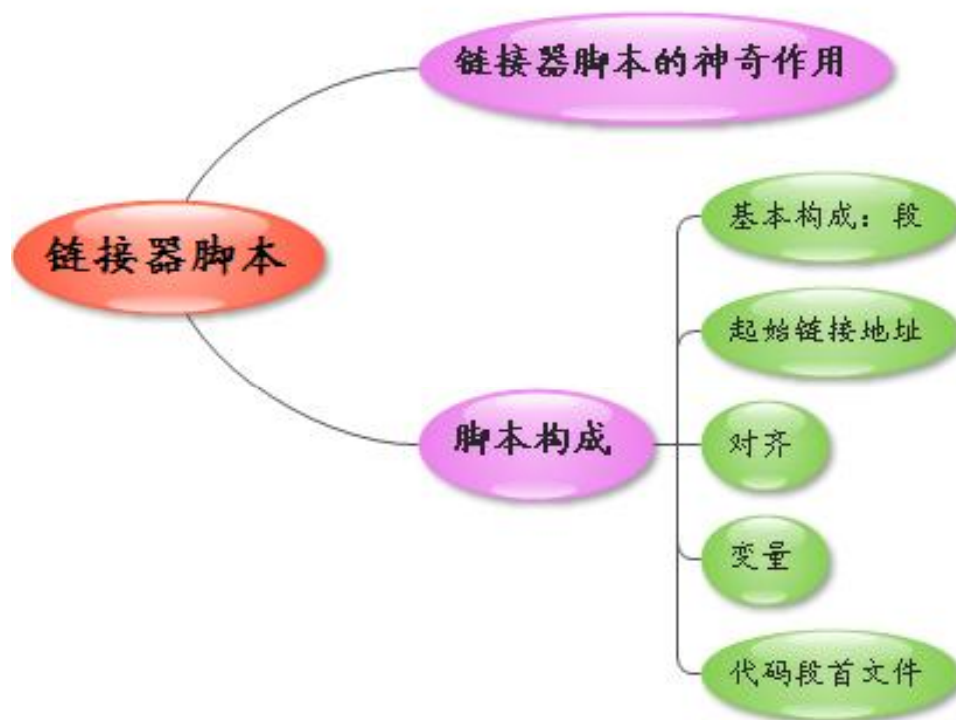 链接器脚本的神奇作用
链接器脚本
基本构成：段
起始链接地址
脚本构成
对齐
变量
代码段首文件